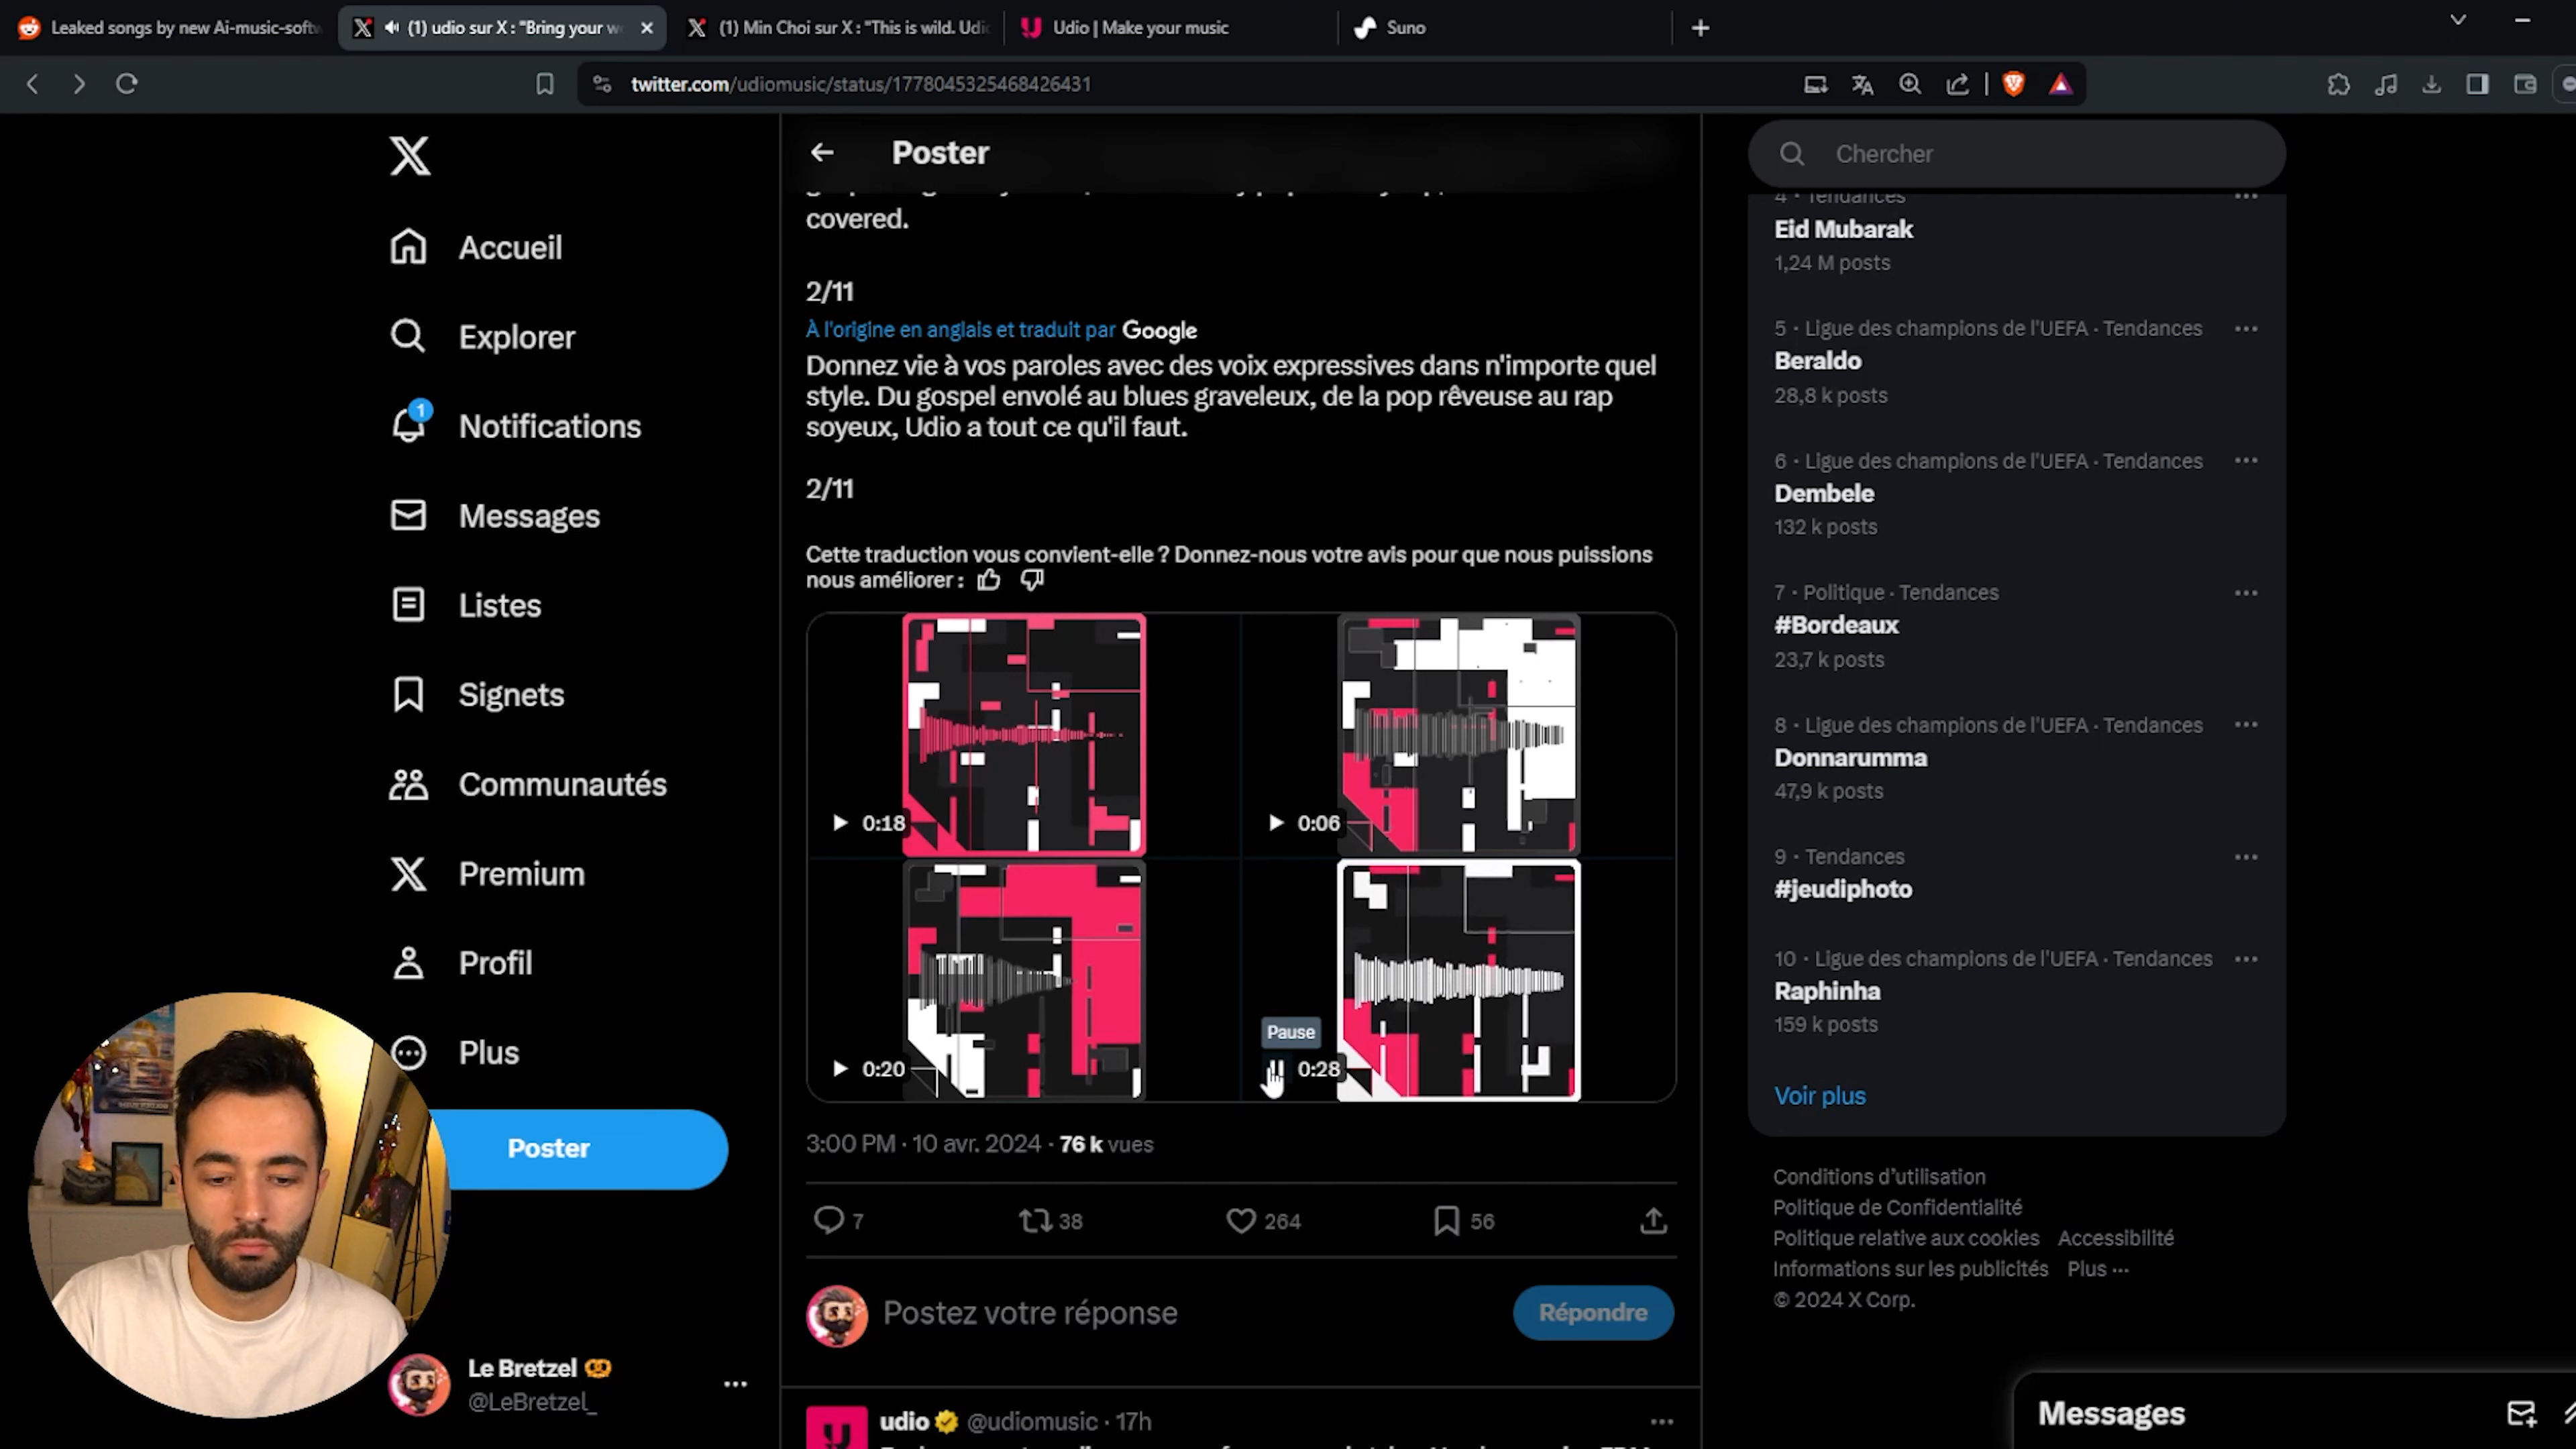 Leaked songs by new Ai-music-softw
(1) udio sur X : "Bring your wo
(1) Min Choi sur X : "This is wild. Udio
Udio | Make your music
Suno
twitter.com/udiomusic/status/1778045325468426431
Accueil
Explorer
1
Notifications
Messages
Listes
Signets
Communautés
Premium
Profil
Plus
Poster
Le Bretzel 🥨
@LeBretzel_
Poster
covered.
2/11
À l'origine en anglais et traduit par Google
Donnez vie à vos paroles avec des voix expressives dans n'importe quel
style. Du gospel envolé au blues graveleux, de la pop rêveuse au rap
soyeux, Udio a tout ce qu'il faut.
2/11
Cette traduction vous convient-elle ? Donnez-nous votre avis pour que nous puissions
nous améliorer :
0:18
0:06
0:20
Pause
0:28
3:00 PM · 10 avr. 2024 · 76 k vues
7
38
264
56
Postez votre réponse
Répondre
udio @udiomusic · 17h
Chercher
4 · Tendances
Eid Mubarak
1,24 M posts
5 · Ligue des champions de l'UEFA · Tendances
Beraldo
28,8 k posts
6 · Ligue des champions de l'UEFA · Tendances
Dembele
132 k posts
7 · Politique · Tendances
#Bordeaux
23,7 k posts
8 · Ligue des champions de l'UEFA · Tendances
Donnarumma
47,9 k posts
9 · Tendances
#jeudiphoto
10 · Ligue des champions de l'UEFA · Tendances
Raphinha
159 k posts
Voir plus
Conditions d'utilisation
Politique de Confidentialité
Politique relative aux cookies Accessibilité
Informations sur les publicités Plus ···
© 2024 X Corp.
Messages